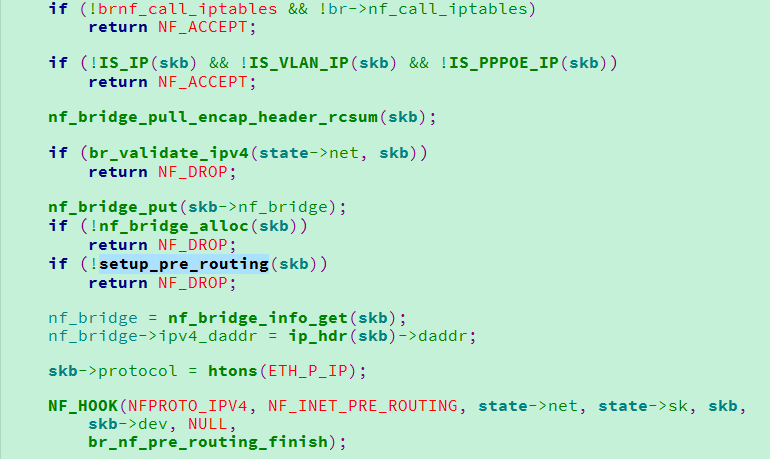 if (!brnf_call_iptables && !br->nf_call_iptables)
return NF_ACCEPT;
if (!IS_IP(skb) && !IS_VLAN_IP(skb) && !IS_PPPOE_IP(skb))
return NF_ACCEPT;
nf_bridge_pull_encap_header_rcsum(skb);
if (br_validate_ipv4(state->net, skb))
return NF_DROP;
nf_bridge_put(skb->nf_bridge);
if (!nf_bridge_alloc(skb))
return NF_DROP;
if (!setup_pre_routing(skb))
return NF_DROP;
nf_bridge = nf_bridge_info_get(skb);
nf_bridge->ipv4_daddr = ip_hdr(skb)->daddr;
skb->protocol = htons(ETH_P_IP);
NF_HOOK(NFPROTO_IPV4, NF_INET_PRE_ROUTING, state->net, state->sk, skb,
skb->dev, NULL,
br_nf_pre_routing_finish);